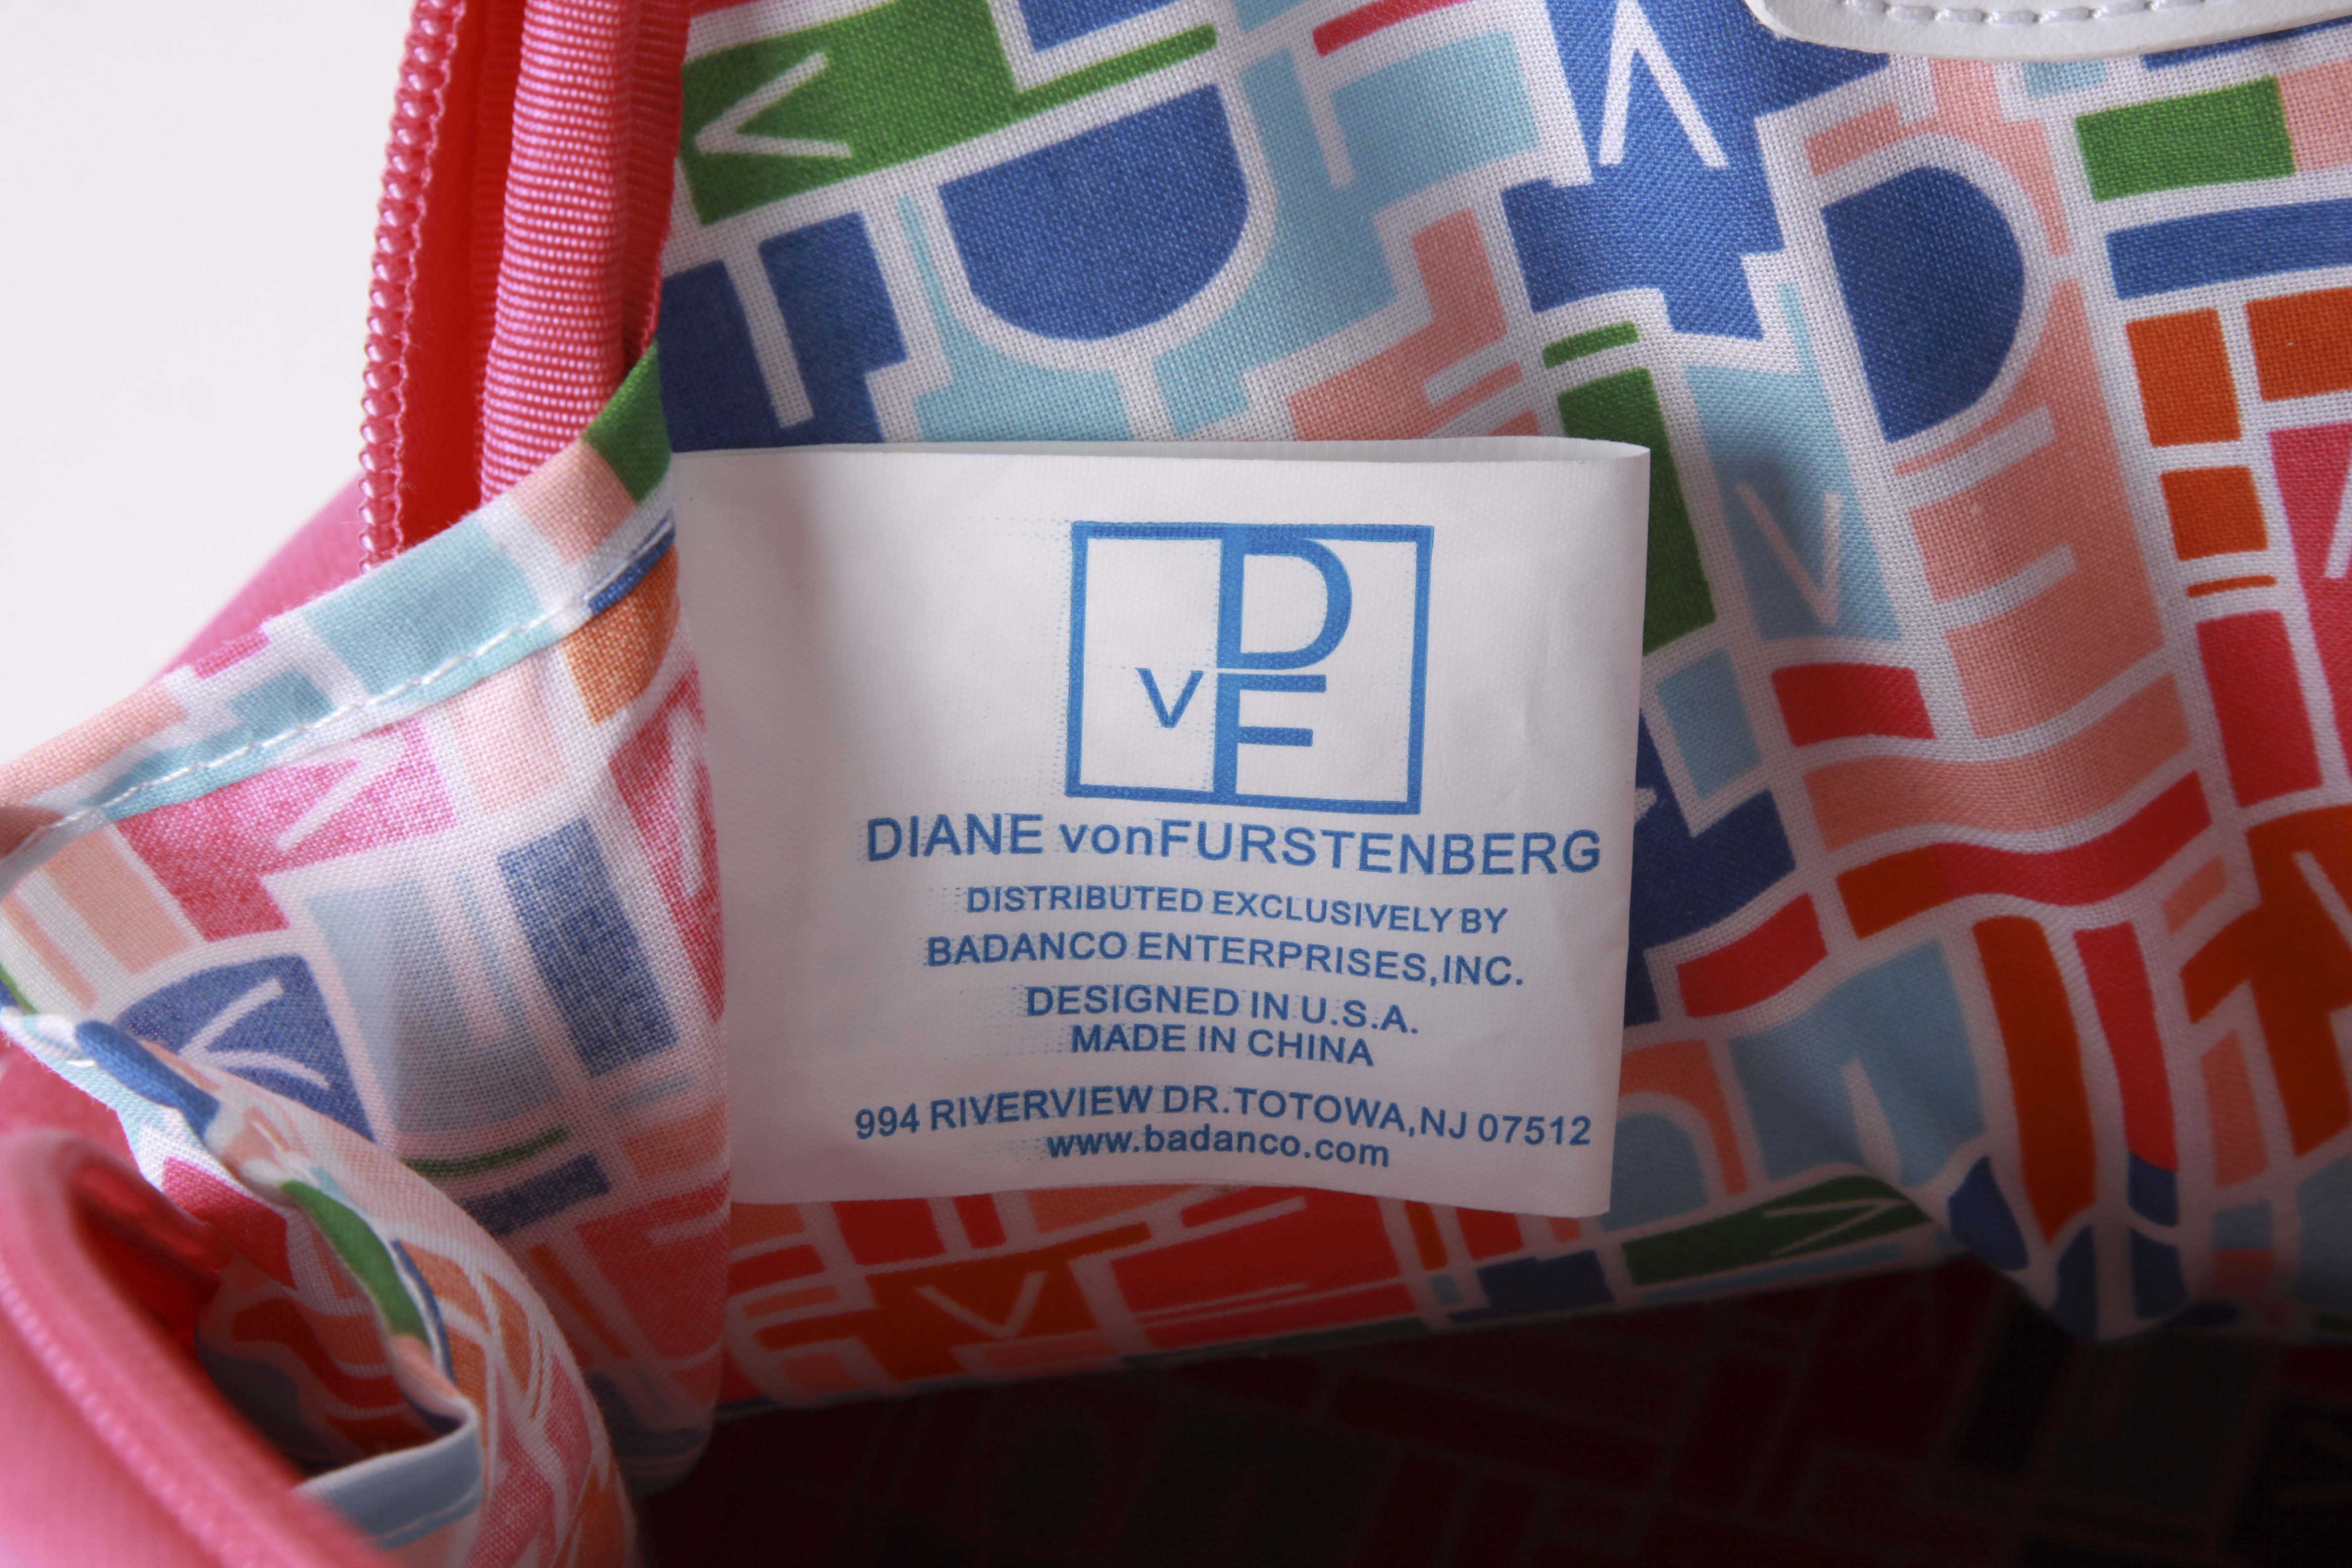 D
v
F
DIANE vonFURSTENBERG
DISTRIBUTED EXCLUSIVELY BY
BADANCO ENTERPRISES,INC.
DESIGNED IN U.S.A.
MADE IN CHINA
994 RIVERVIEW DR.TOTOWA,NJ 07512
www.badanco.com